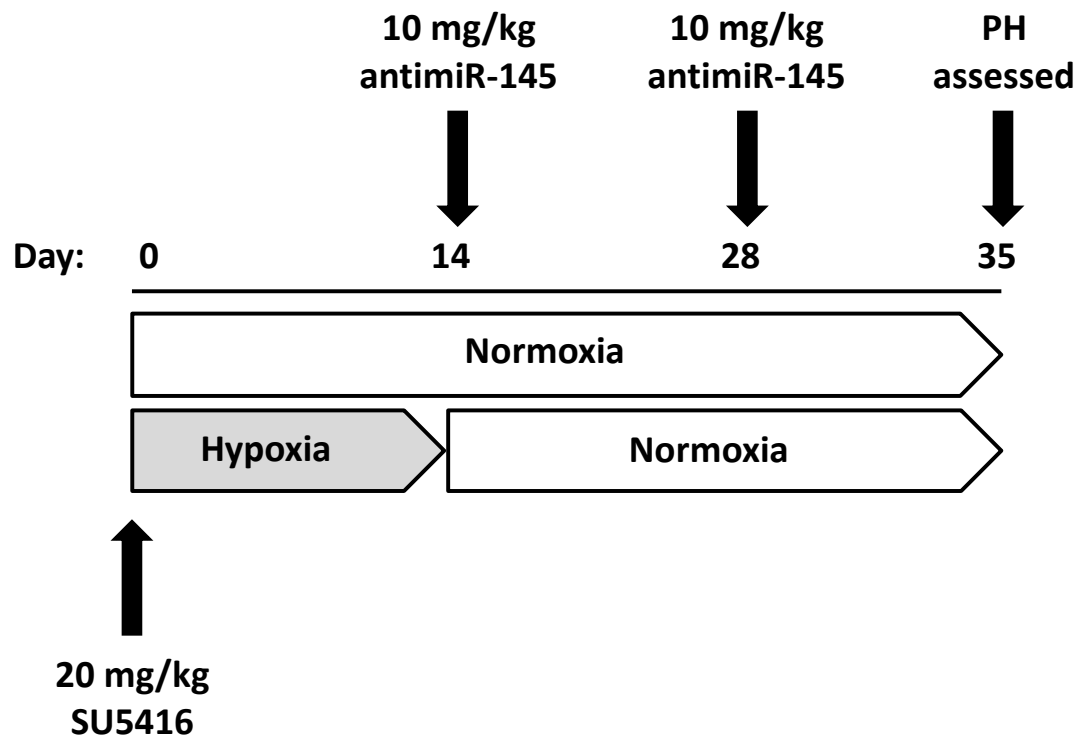 10 mg/kg
antimiR-145
10 mg/kg
antimiR-145
PH
assessed
Day: 0 14 28 35
Normoxia
Hypoxia Normoxia
20 mg/kg
SU5416